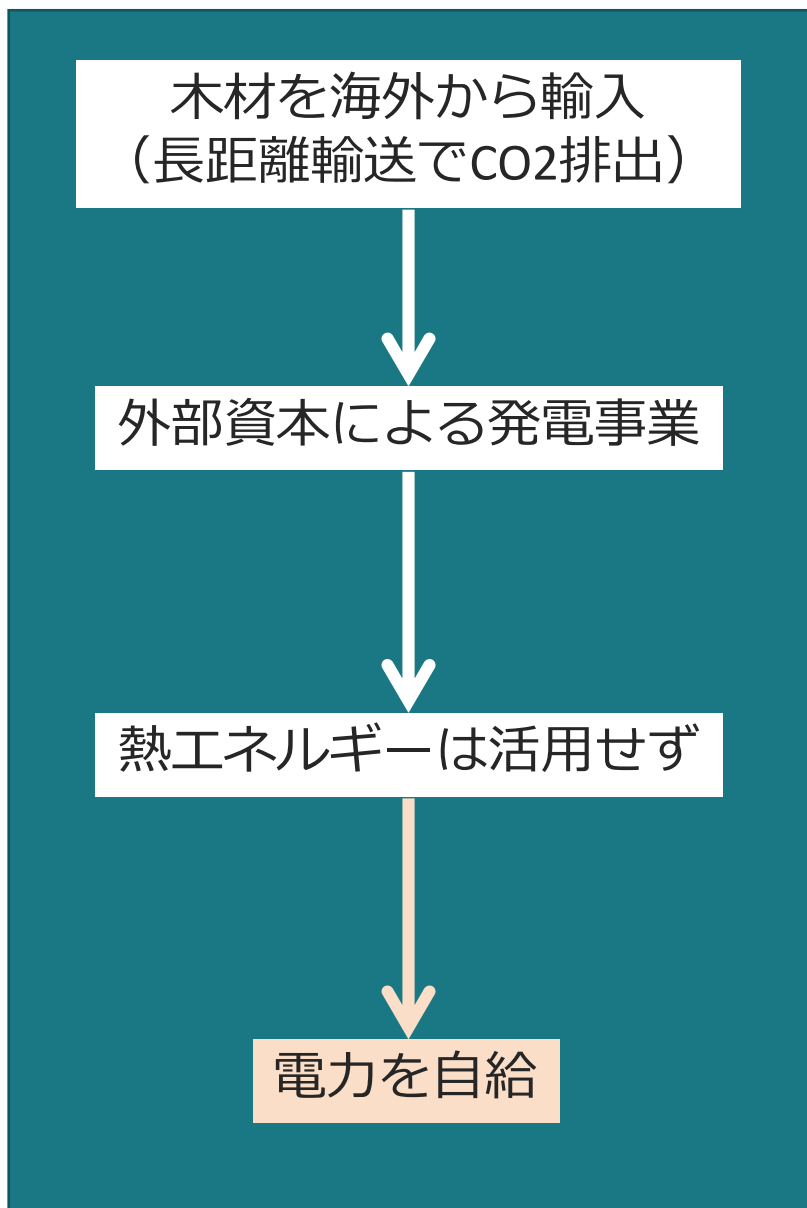 木材を海外から輸入
（長距離輸送でCO2排出）
外部資本による発電事業
熱エネルギーは活用せず
電力を自給